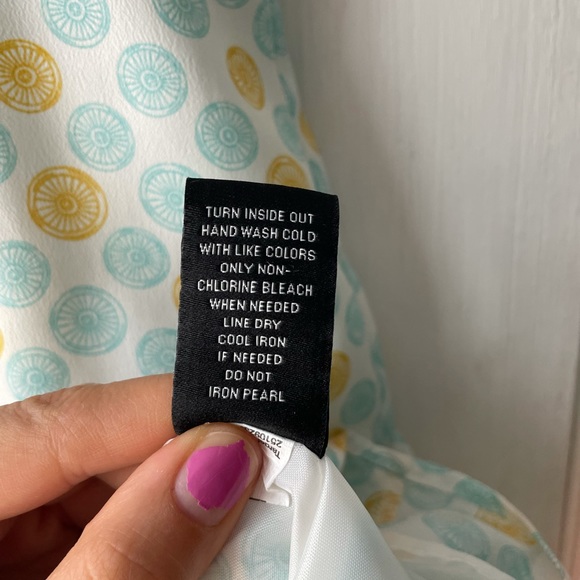 TURN INSIDE OUT
HAND WASH COLD
WITH LIKE COLORS
ONLY NON-
CHLORINE BLEACH
WHEN NEEDED
LINE DRY
COOL IRON
IF NEEDED
DO NOT
IRON PEARL